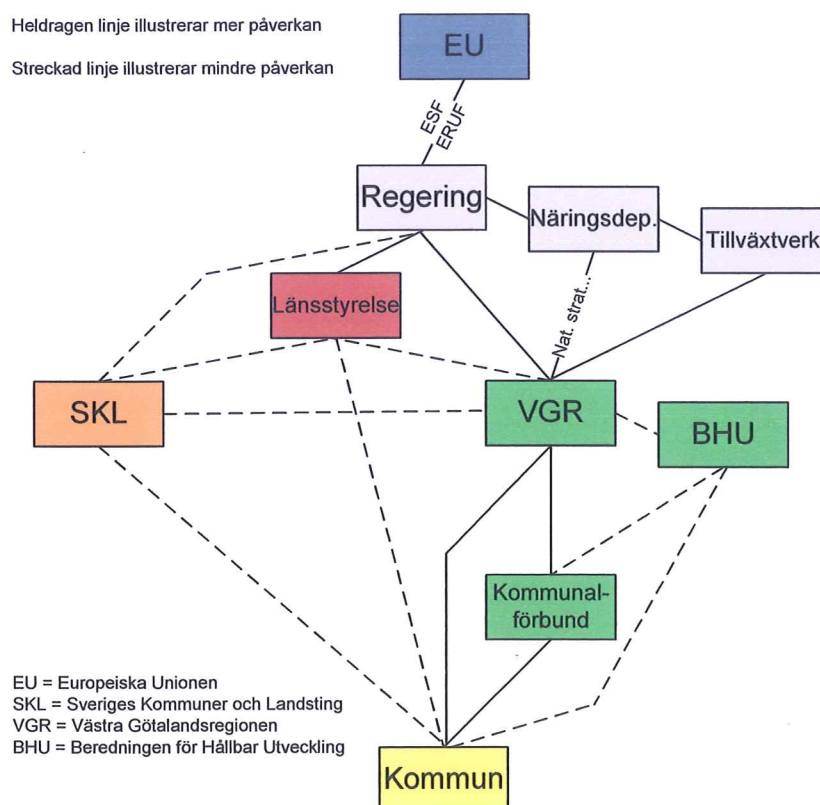 Heldragen linje illustrerar mer påverkan
Streckad linje illustrerar mindre påverkan
EU
ESF
ERUF
Regering
Näringsdep.
Tillväxtverk
Länsstyrelse
Nat. strat...
SKL
VGR
BHU
Kommunal-
förbund
EU = Europeiska Unionen
SKL = Sveriges Kommuner och Landsting
VGR = Västra Götalandsregionen
BHU = Beredningen för Hållbar Utveckling
Kommun